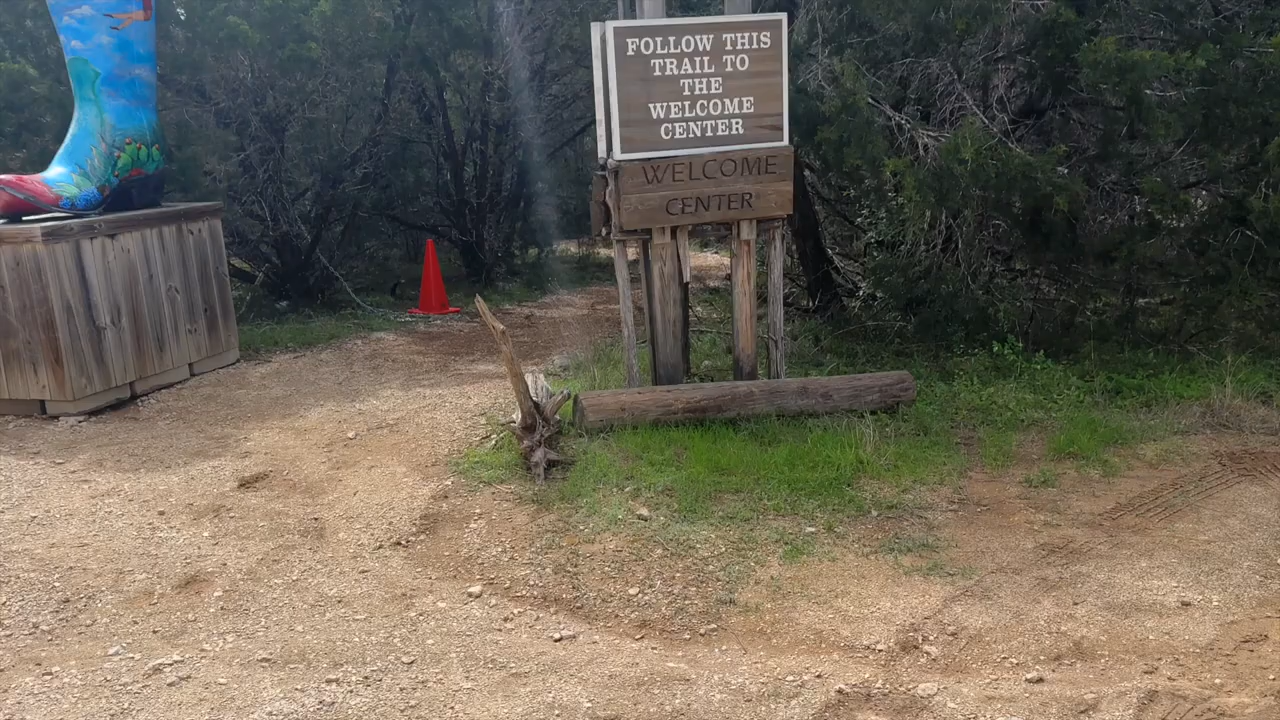 FOLLOW THIS
TRAIL TO
THE
WELCOME
CENTER
WELCOME
CENTER